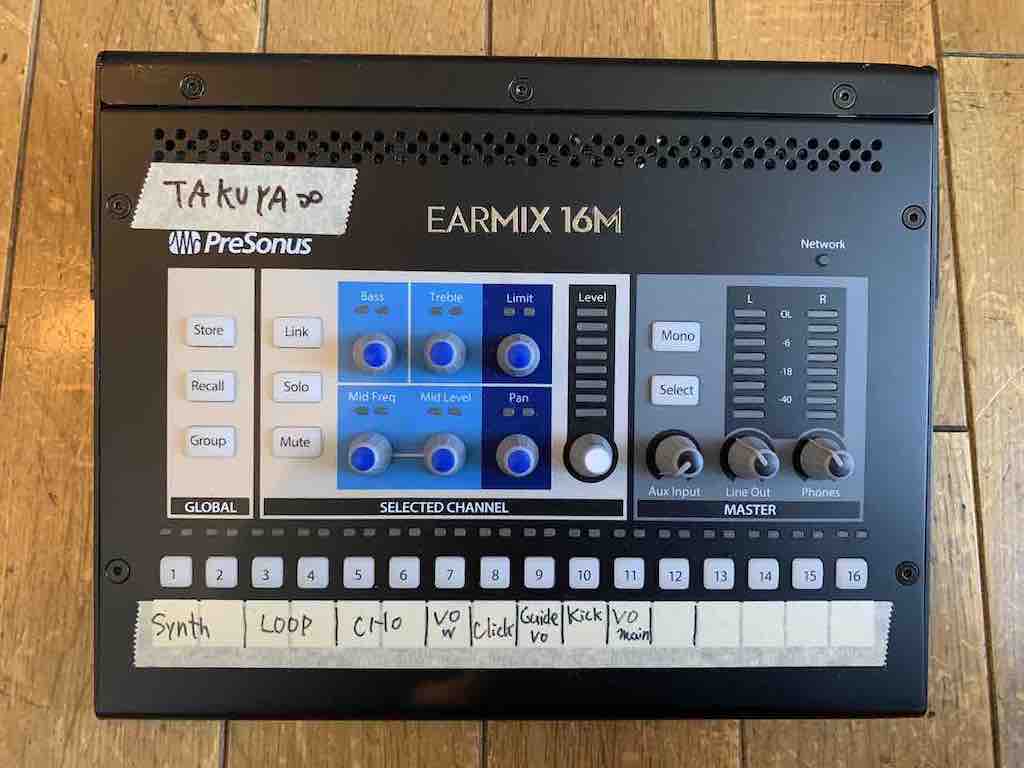 TAKUYA∞
EARMIX 16M
PreSonus
Network
Bass Treble Limit Level L R
Store Link Mono OL
-6
Recall Solo Select -18
Mid Freq Mid Level Pan -40
Group Mute
Aux Input Line Out Phones
GLOBAL SELECTED CHANNEL MASTER
1 2 3 4 5 6 7 8 9 10 11 12 13 14 15 16
Synth LOOP CHO VO W Click Guide VO Kick VO main